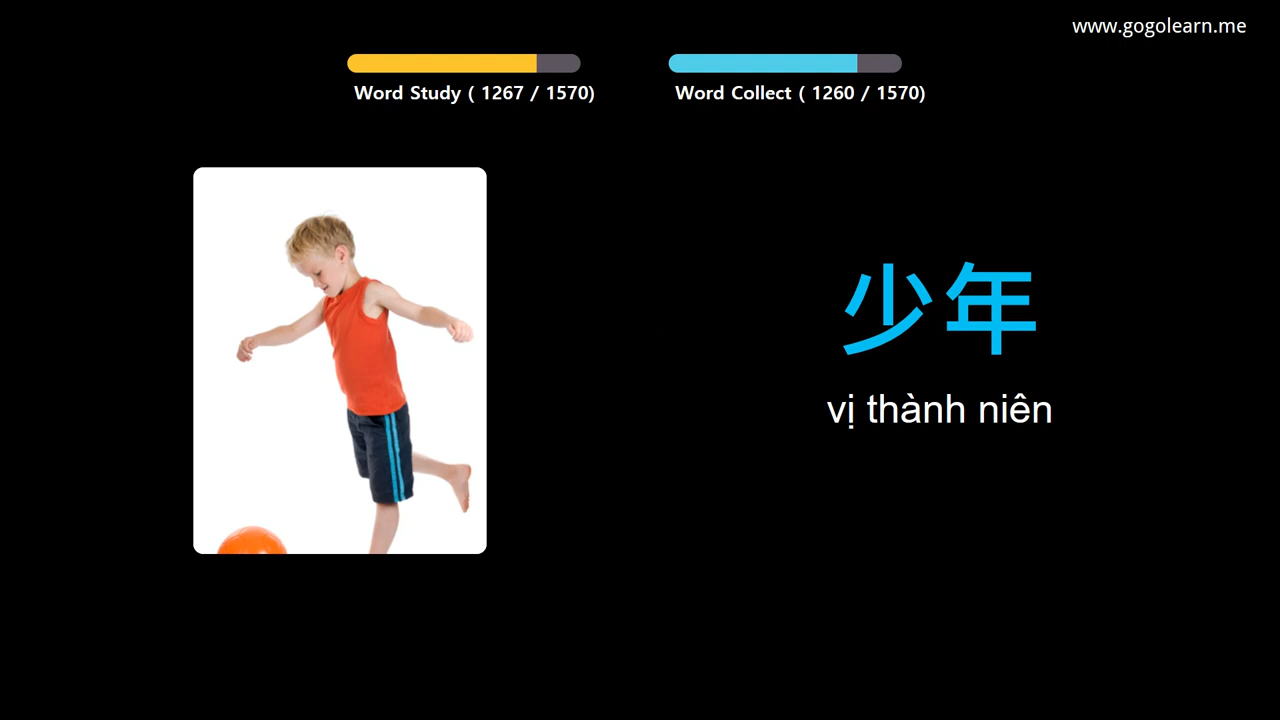 www.gogolearn.me
Word Study ( 1267 / 1570)
Word Collect ( 1260 / 1570)
少年
vị thành niên